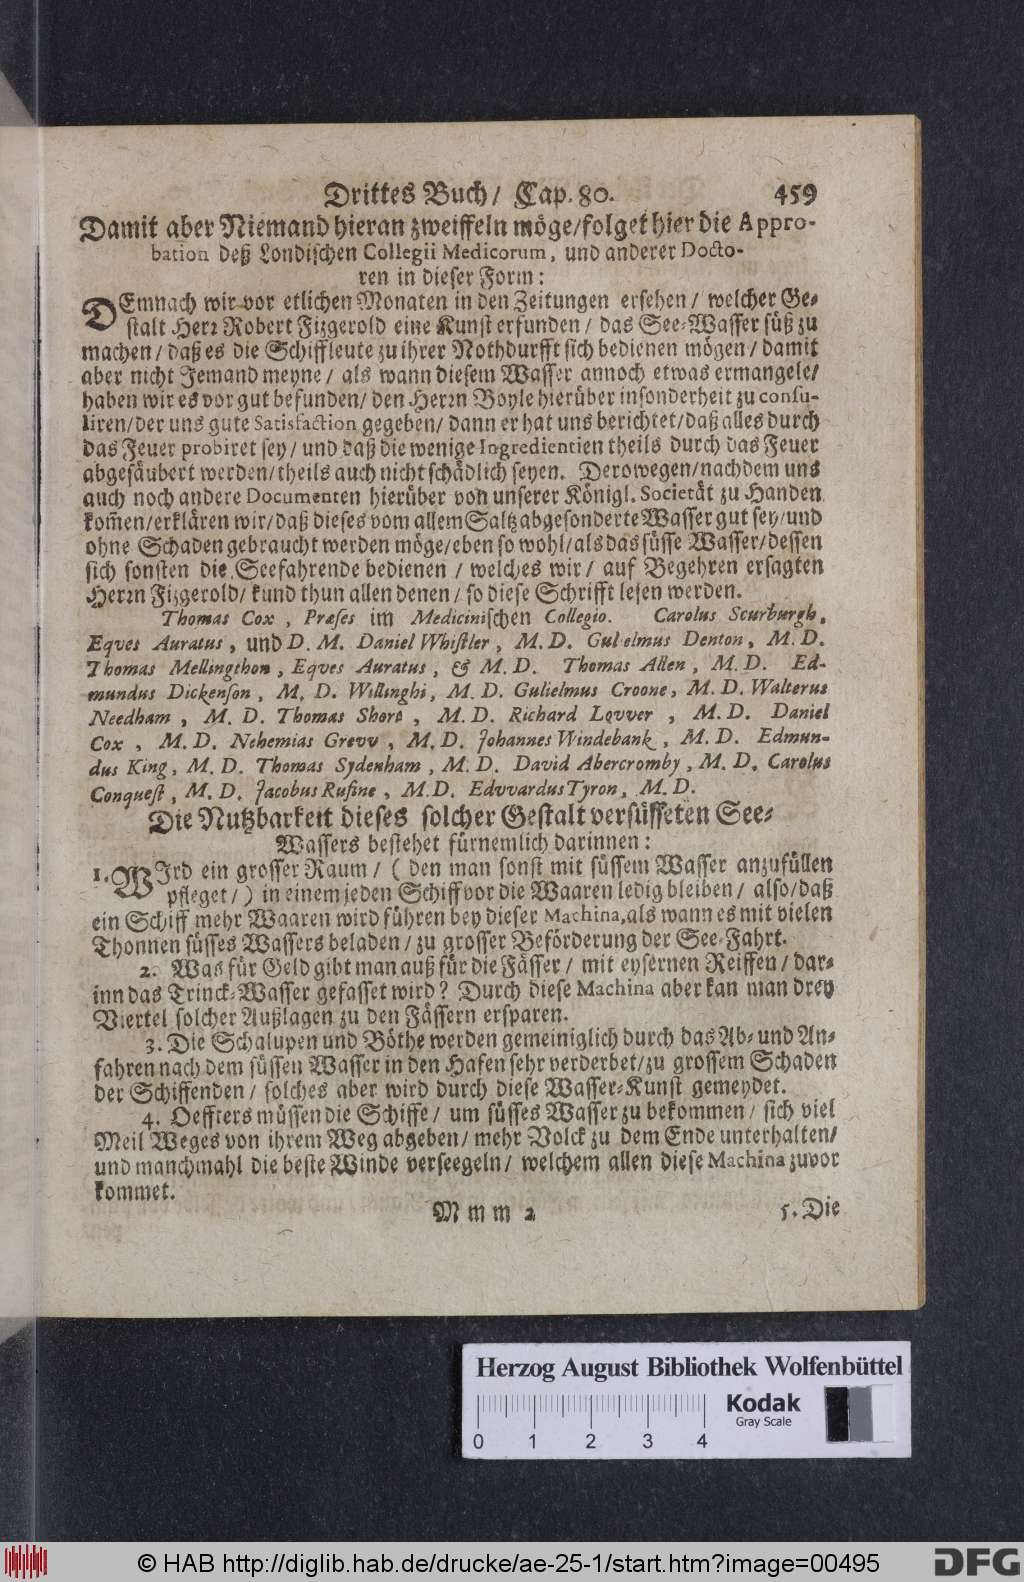 Drittes Buch/ Cap. 80. 459
Damit aber Niemand hieran zweiffeln möge/folget hier die Appro-
bation deß Londischen Collegii Medicorum, und anderer Docto-
ren in dieser Form:
DEmnach wir vor etlichen Monaten in den Zeitungen ersehen/ welcher Ge-
stalt Herr Robert Fizgerold eine Kunst erfunden/ das See-Wasser süß zu
machen/ daß es die Schiffleute zu ihrer Nothdurfft sich bedienen mögen/ damit
aber nicht Jemand meyne/ als wann diesem Wasser annoch etwas ermangele/
haben wir es vor gut befunden/ den Herrn Boyle hierüber insonderheit zu consu-
liren/der uns gute Satisfaction gegeben/ dann er hat uns berichtet/daß alles durch
das Feuer probiret sey/ und daß die wenige Ingredientien theils durch das Feuer
abgesäubert werden/theils auch nicht schädlich seyen. Derowegen/nachdem uns
auch noch andere Documenten hierüber von unserer Königl. Societät zu Handen
kom̃en/erklären wir/daß dieses vom allem Saltz abgesonderte Wasser gut sey/und
ohne Schaden gebraucht werden möge/eben so wohl/als das süsse Wasser/dessen
sich sonsten die Seefahrende bedienen/ welches wir/ auf Begehren ersagten
Herrn Fizgerold/ kund thun allen denen/ so diese Schrifft lesen werden.
Thomas Cox, Præses im Medicinischen Collegio. Carolus Scurburgh,
Eqves Auratus, und D. M. Daniel Whistler, M. D. Gulielmus Denton, M. D.
Thomas Mellingthon, Eqves Auratus, & M. D. Thomas Allen, M. D. Ed-
mundus Dickenson, M. D. Willinghi, M. D. Gulielmus Croone, M. D. Walterus
Needham, M. D. Thomas Shors, M. D. Richard Lovver, M. D. Daniel
Cox, M. D. Nehemias Grevv, M. D. Johannes Windebank, M. D. Edmun-
dus King, M. D. Thomas Sydenham, M. D. David Abercromby, M. D. Carolus
Conquest, M. D. Jacobus Rufine, M. D. Edvvardus Tyron, M. D.
Die Nutzbarkeit dieses solcher Gestalt versüsseten See-
Wassers bestehet fürnemlich darinnen:
1. WIrd ein grosser Raum/ (den man sonst mit süssem Wasser anzufüllen
pfleget/) in einem jeden Schiff vor die Waaren ledig bleiben/ also/daß
ein Schiff mehr Waaren wird führen bey dieser Machina, als wann es mit vielen
Thonnen süsses Wassers beladen/ zu grosser Beförderung der See-Fahrt.
2. Was für Geld gibt man auß für die Fässer/ mit eysernen Reiffen/ dar-
inn das Trinck-Wasser gefasset wird? Durch diese Machina aber kan man drey
Viertel solcher Außlagen zu den Fässern ersparen.
3. Die Schalupen und Böthe werden gemeiniglich durch das Ab- und An-
fahren nach dem süssen Wasser in den Hafen sehr verderbet/zu grossem Schaden
der Schiffenden/ solches aber wird durch diese Wasser-Kunst gemeydet.
4. Oeffters müssen die Schiffe/ um süsses Wasser zu bekommen/ sich viel
Meil Weges von ihrem Weg abgeben/ mehr Volck zu dem Ende unterhalten/
und manchmahl die beste Winde verseegeln/ welchem allen diese Machina zuvor
kommet.
Mmm 2 5. Die
Herzog August Bibliothek Wolfenbüttel
Kodak
Gray Scale
0 1 2 3 4
© HAB http://diglib.hab.de/drucke/ae-25-1/start.htm?image=00495
DFG